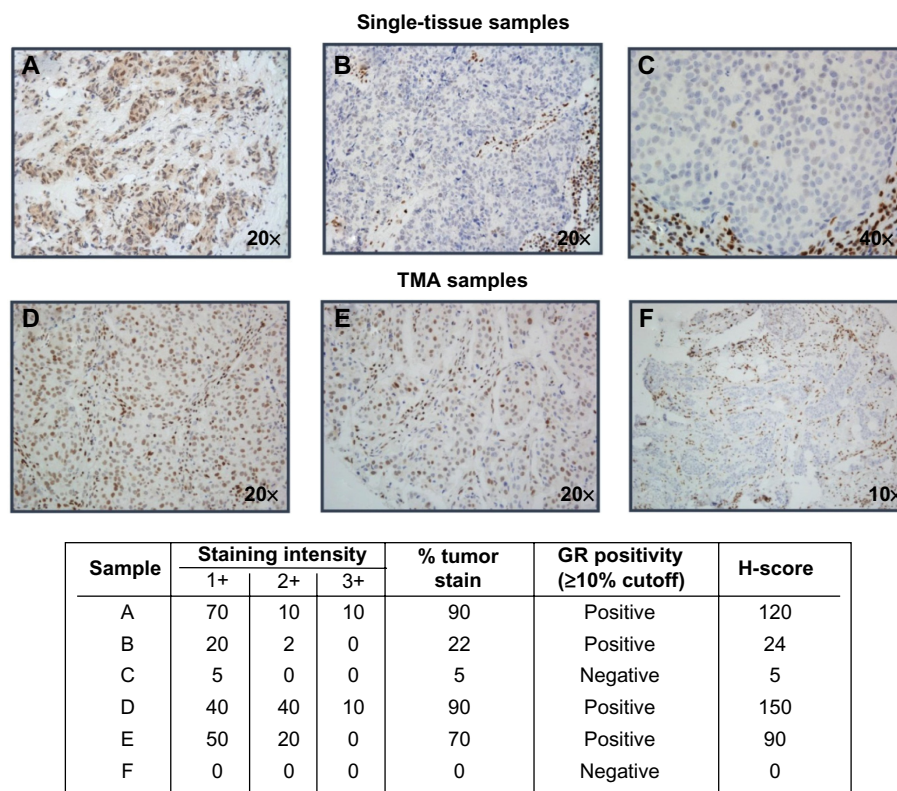 Single-tissue samples
A
B
C
20×
20×
40×
TMA samples
D
E
F
20×
20×
10×
Sample Staining intensity % tumor stain GR positivity (≥10% cutoff) H-score
1+ 2+ 3+
A 70 10 10 90 Positive 120
B 20 2 0 22 Positive 24
C 5 0 0 5 Negative 5
D 40 40 10 90 Positive 150
E 50 20 0 70 Positive 90
F 0 0 0 0 Negative 0